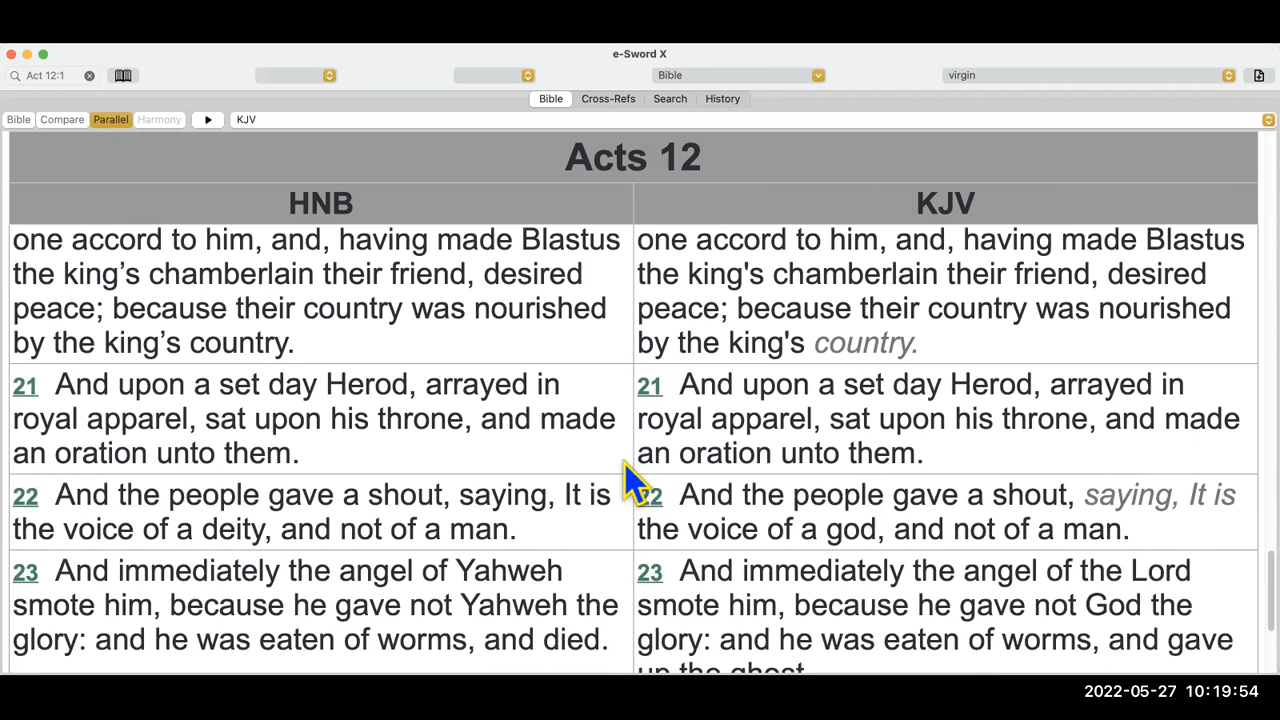 e-Sword X
Act 12:1
Bible
virgin
Bible Cross-Refs Search History
Bible Compare Parallel Harmony KJV
Acts 12
HNB
one accord to him, and, having made Blastus
the king’s chamberlain their friend, desired
peace; because their country was nourished
by the king’s country.
21 And upon a set day Herod, arrayed in
royal apparel, sat upon his throne, and made
an oration unto them.
22 And the people gave a shout, saying, It is
the voice of a deity, and not of a man.
23 And immediately the angel of Yahweh
smote him, because he gave not Yahweh the
glory: and he was eaten of worms, and died.
KJV
one accord to him, and, having made Blastus
the king's chamberlain their friend, desired
peace; because their country was nourished
by the king's country.
21 And upon a set day Herod, arrayed in
royal apparel, sat upon his throne, and made
an oration unto them.
22 And the people gave a shout, saying, It is
the voice of a god, and not of a man.
23 And immediately the angel of the Lord
smote him, because he gave not God the
glory: and he was eaten of worms, and gave
up the ghost.
2022-05-27 10:19:54